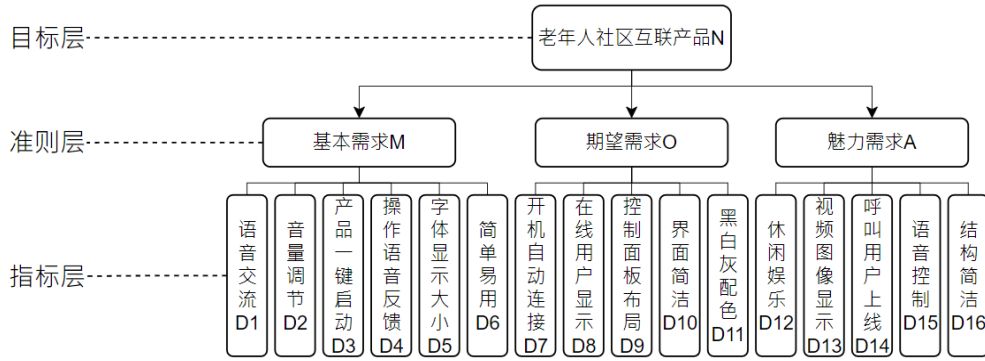 目标层
老年人社区互联产品N
准则层
基本需求M
期望需求O
魅力需求A
指标层
语音交流D1
音量调节D2
产品一键启动D3
操作语音反馈D4
字体显示大小D5
简单易用D6
开机自动连接D7
在线用户显示D8
控制面板布局D9
界面简洁D10
黑白灰配色D11
休闲娱乐D12
视频图像显示D13
呼叫用户上线D14
语音控制D15
结构简洁D16